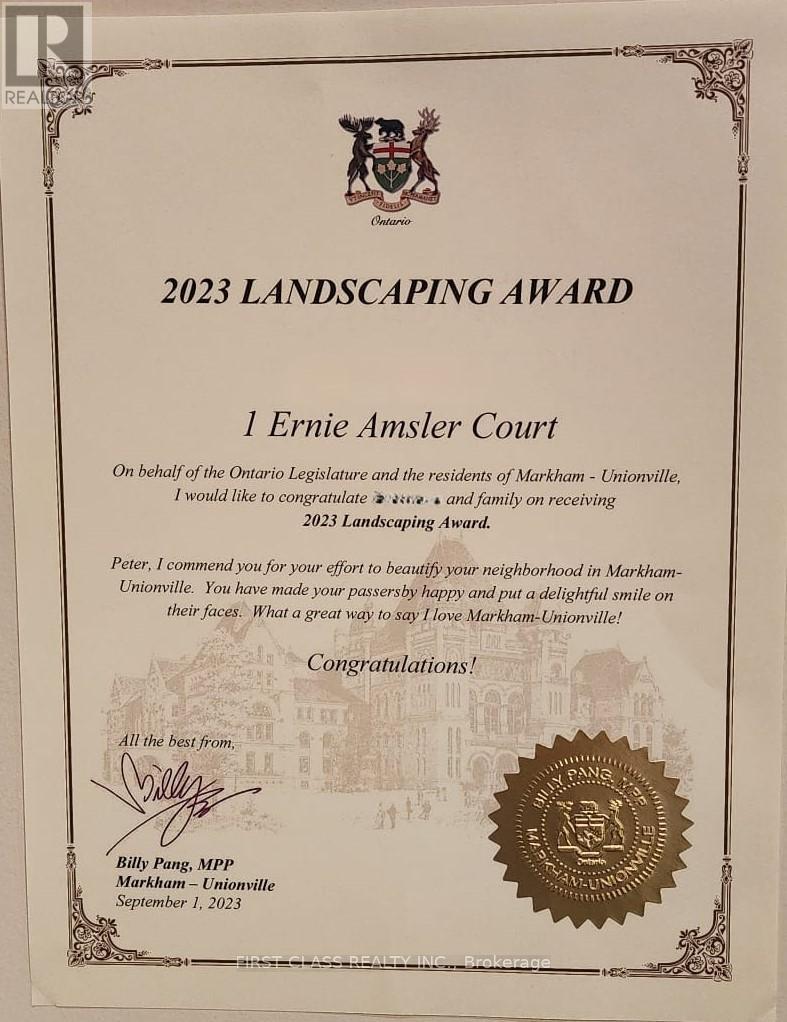 REALTOR
Ontario
2023 LANDSCAPING AWARD
1 Ernie Amsler Court
On behalf of the Ontario Legislature and the residents of Markham - Unionville,
I would like to congratulate and family on receiving
2023 Landscaping Award.
Peter, I commend you for your effort to beautify your neighborhood in Markham-
Unionville. You have made your passersby happy and put a delightful smile on
their faces. What a great way to say I love Markham-Unionville!
Congratulations!
All the best from,
Billy Pang, MPP
Markham – Unionville
September 1, 2023
BILLY PANG, MPP
Ontario
MARKHAM-UNIONVILLE
FIRST CLASS REALTY INC., Brokerage